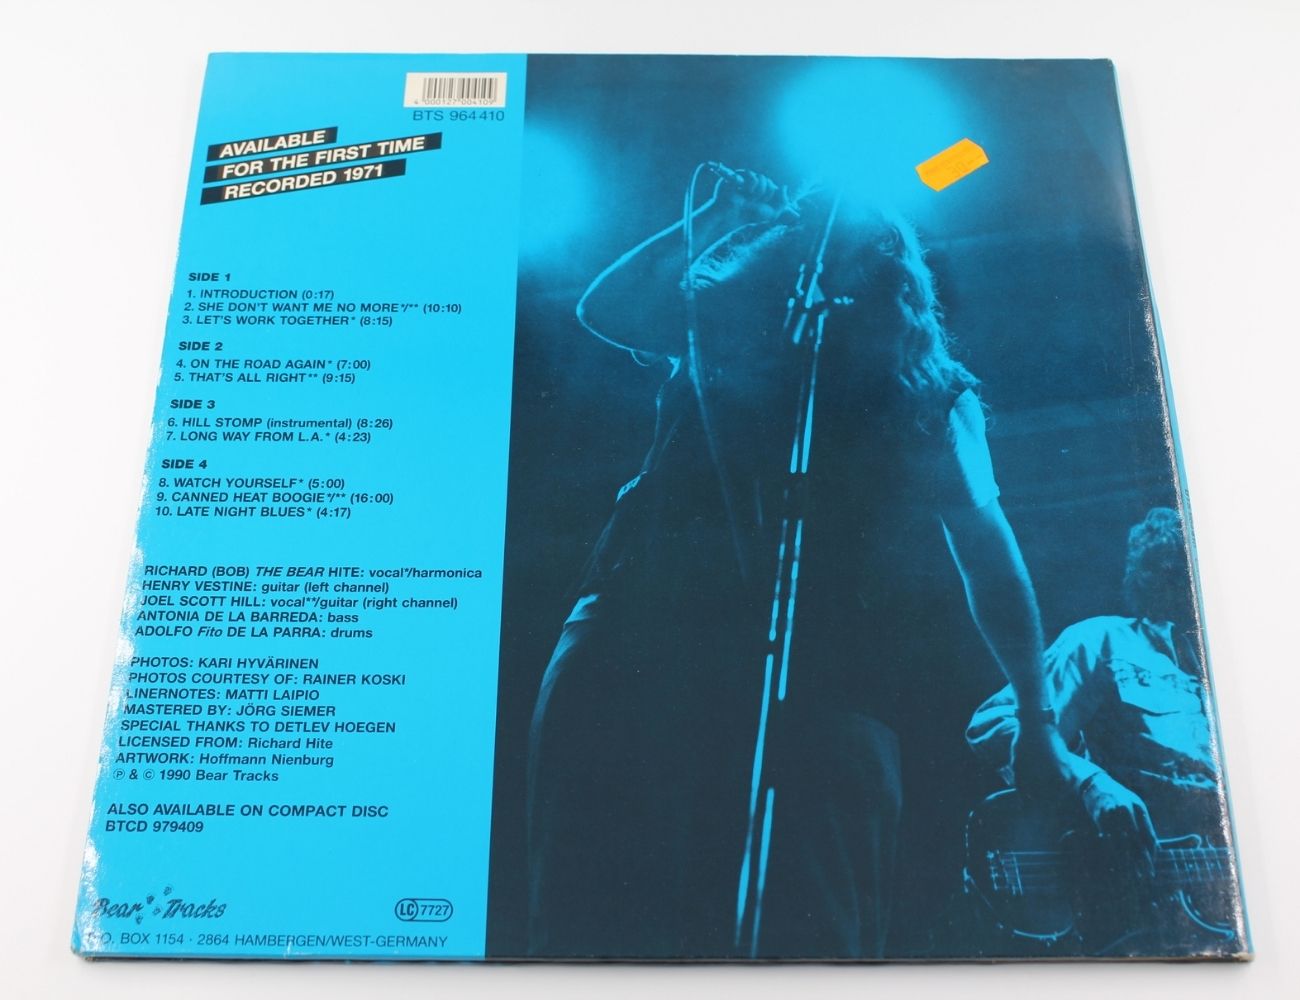 4 000127 004109
BTS 964410
AVAILABLE
FOR THE FIRST TIME
RECORDED 1971
SIDE 1
1. INTRODUCTION (0:17)
2. SHE DON'T WANT ME NO MORE*/** (10:10)
3. LET'S WORK TOGETHER* (8:15)
SIDE 2
4. ON THE ROAD AGAIN* (7:00)
5. THAT'S ALL RIGHT** (9:15)
SIDE 3
6. HILL STOMP (instrumental) (8:26)
7. LONG WAY FROM L.A.* (4:23)
SIDE 4
8. WATCH YOURSELF* (5:00)
9. CANNED HEAT BOOGIE*/** (16:00)
10. LATE NIGHT BLUES* (4:17)
RICHARD (BOB) THE BEAR HITE: vocal*/harmonica
HENRY VESTINE: guitar (left channel)
JOEL SCOTT HILL: vocal**/guitar (right channel)
ANTONIA DE LA BARREDA: bass
ADOLFO Fito DE LA PARRA: drums
PHOTOS: KARI HYVÄRINEN
PHOTOS COURTESY OF: RAINER KOSKI
LINERNOTES: MATTI LAIPIO
MASTERED BY: JÖRG SIEMER
SPECIAL THANKS TO DETLEV HOEGEN
LICENSED FROM: Richard Hite
ARTWORK: Hoffmann Nienburg
℗ & © 1990 Bear Tracks
ALSO AVAILABLE ON COMPACT DISC
BTCD 979409
Bear Tracks
LC 7727
P.O. BOX 1154 · 2864 HAMBERGEN/WEST-GERMANY